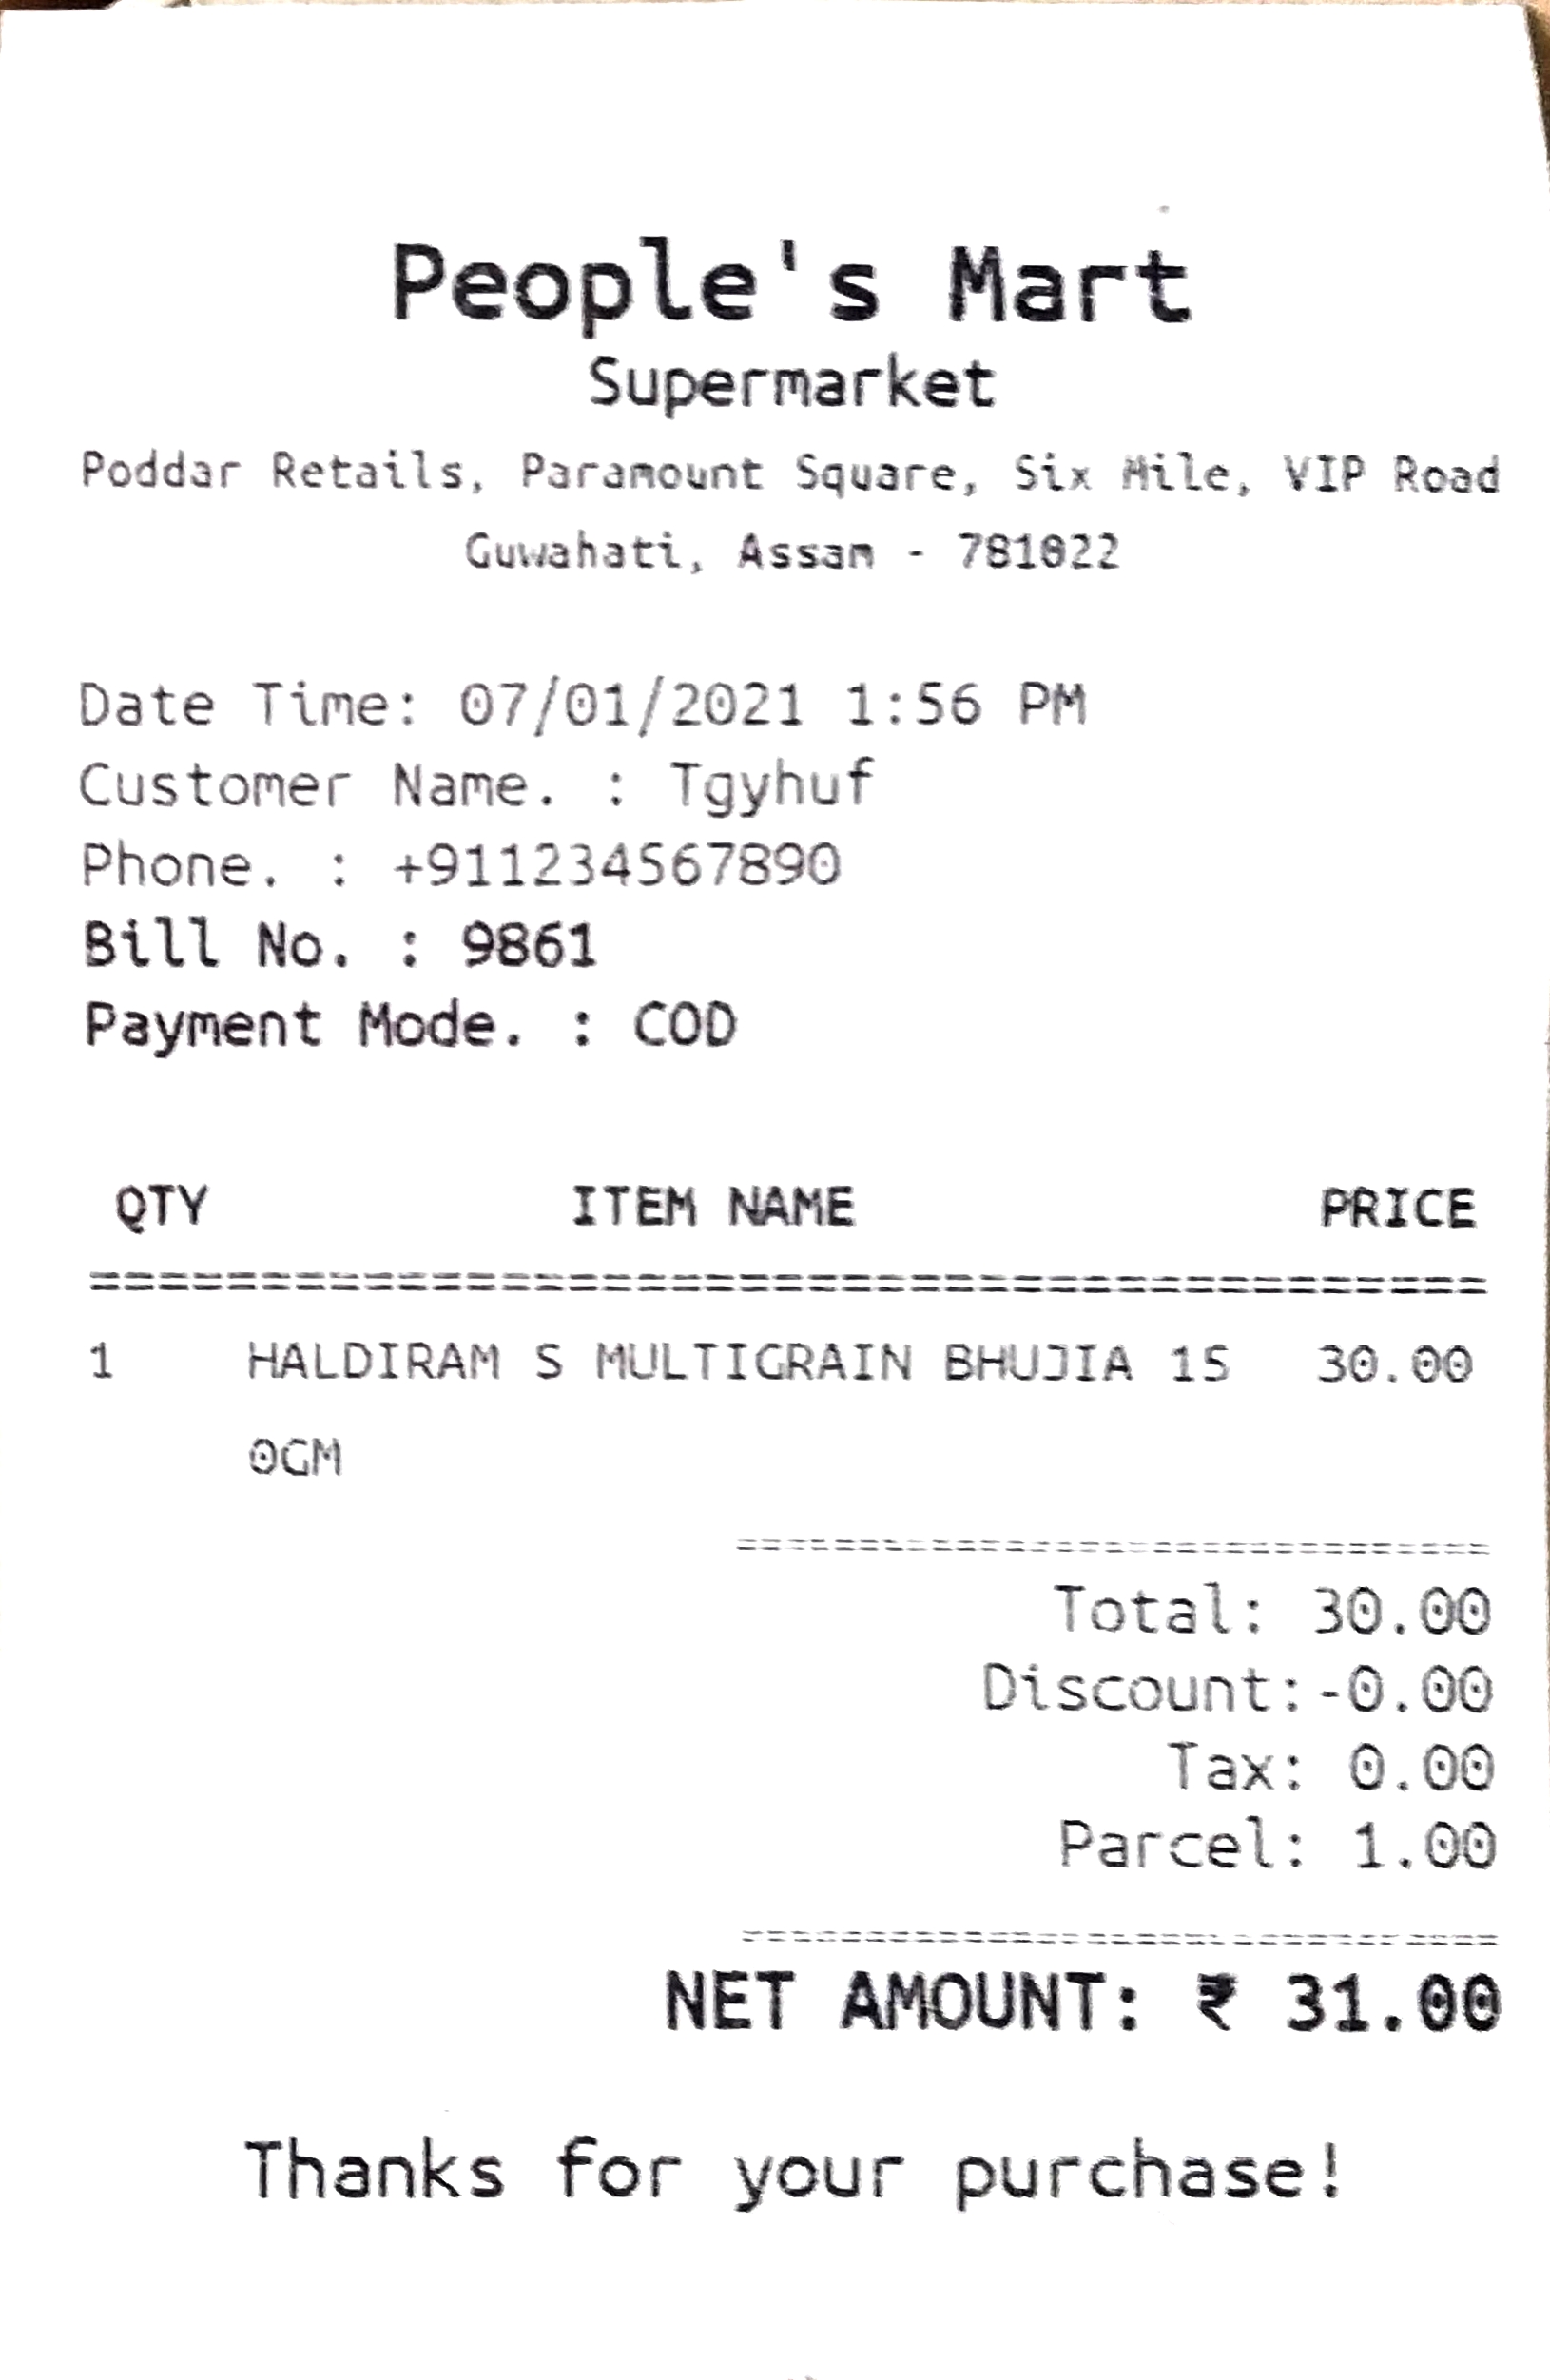 People's Mart
Supermarket
Poddar Retails, Paramount Square, Six Mile, VIP Road
Guwahati, Assam - 781022
Date Time: 07/01/2021 1:56 PM
Customer Name. : Tgyhuf
Phone. : +911234567890
Bill No. : 9861
Payment Mode. : COD
QTY ITEM NAME PRICE
=========================================
1 HALDIRAM S MULTIGRAIN BHUJIA 15 30.00
0GM
================================
Total: 30.00
Discount:-0.00
Tax: 0.00
Parcel: 1.00
================================
NET AMOUNT: ₹ 31.00
Thanks for your purchase!